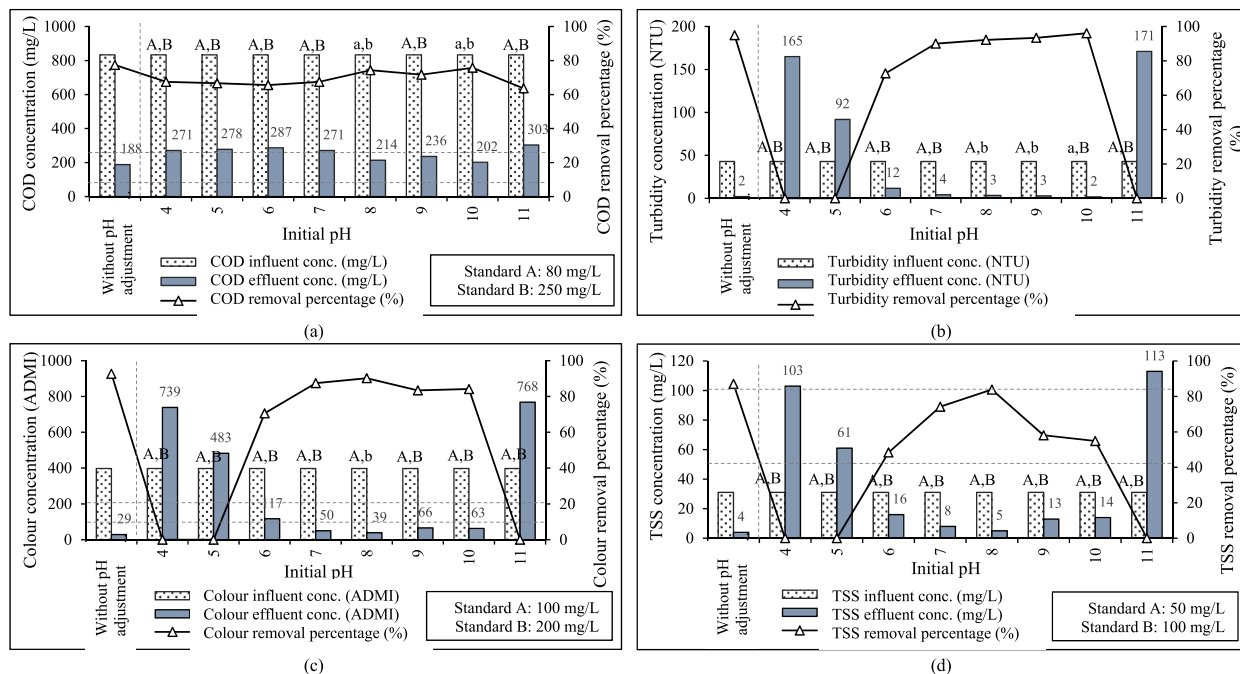 COD concentration (mg/L)
1000
800
600
400
200
0
A,B A,B A,B A,B a,b A,B a,b A,B
188 271 278 287 271 214 236 202 303
100
80
60
40
20
0
COD removal percentage (%)
Without pH adjustment
4 5 6 7 8 9 10 11
Initial pH
COD influent conc. (mg/L)
COD effluent conc. (mg/L)
COD removal percentage (%)
Standard A: 80 mg/L
Standard B: 250 mg/L
(a)
Turbidity concentration (NTU)
200
150
100
50
0
A,B A,B A,B A,B A,b A,b a,B A,B
2 165 92 12 4 3 3 2 171
100
80
60
40
20
0
Turbidity removal percentage (%)
Without pH adjustment
4 5 6 7 8 9 10 11
Initial pH
Turbidity influent conc. (NTU)
Turbidity effluent conc. (NTU)
Turbidity removal percentage (%)
(b)
Colour concentration (ADMI)
1000
800
600
400
200
0
A,B A,B A,B A,B A,b A,B A,B A,B
29 739 483 17 50 39 66 63 768
100
80
60
40
20
0
Colour removal percentage (%)
Without pH adjustment
4 5 6 7 8 9 10 11
Initial pH
Colour influent conc. (ADMI)
Colour effluent conc. (ADMI)
Colour removal percentage (%)
Standard A: 100 mg/L
Standard B: 200 mg/L
(c)
TSS concentration (mg/L)
120
100
80
60
40
20
0
A,B A,B A,B A,B A,B A,B A,B A,B
4 103 61 16 8 5 13 14 113
100
80
60
40
20
0
TSS removal percentage (%)
Without pH adjustment
4 5 6 7 8 9 10 11
Initial pH
TSS influent conc. (mg/L)
TSS effluent conc. (mg/L)
TSS removal percentage (%)
Standard A: 50 mg/L
Standard B: 100 mg/L
(d)